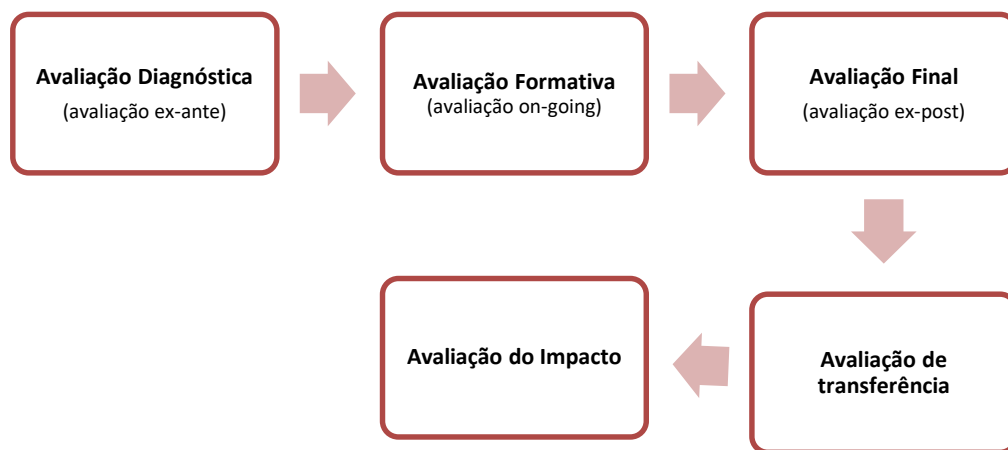 Avaliação Diagnóstica
(avaliação ex-ante)
Avaliação Formativa
(avaliação on-going)
Avaliação Final
(avaliação ex-post)
Avaliação de
transferência
Avaliação do Impacto